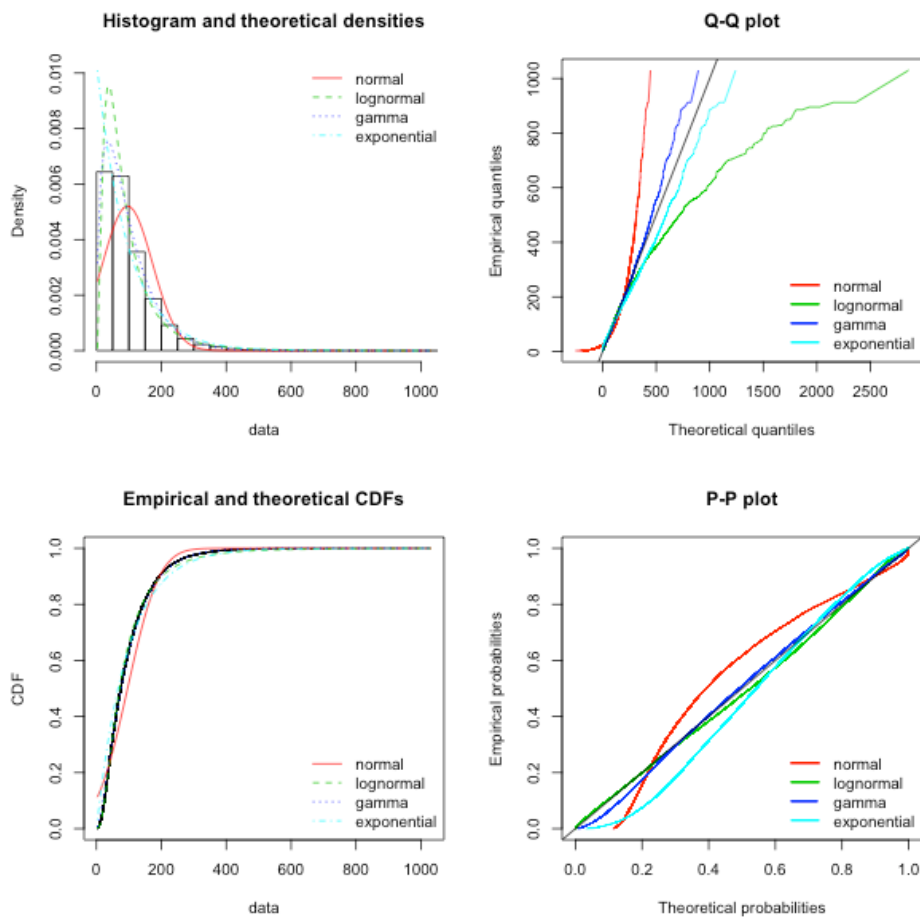 Histogram and theoretical densities
Density
0.000
0.002
0.004
0.006
0.008
0.010
normal
lognormal
gamma
exponential
0 200 400 600 800 1000
data
Q-Q plot
Empirical quantiles
0
200
400
600
800
1000
normal
lognormal
gamma
exponential
0 500 1000 1500 2000 2500
Theoretical quantiles
Empirical and theoretical CDFs
CDF
0.0
0.2
0.4
0.6
0.8
1.0
normal
lognormal
gamma
exponential
0 200 400 600 800 1000
data
P-P plot
Empirical probabilities
0.0
0.2
0.4
0.6
0.8
1.0
normal
lognormal
gamma
exponential
0.0 0.2 0.4 0.6 0.8 1.0
Theoretical probabilities